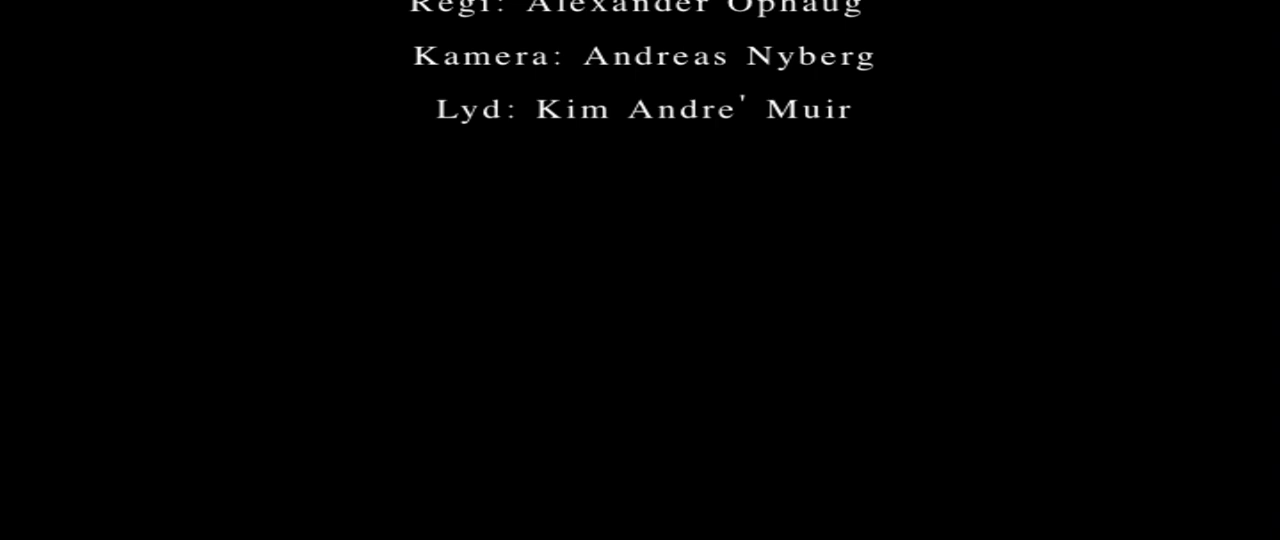 Regi: Alexander Ophaug
Kamera: Andreas Nyberg
Lyd: Kim Andre' Muir